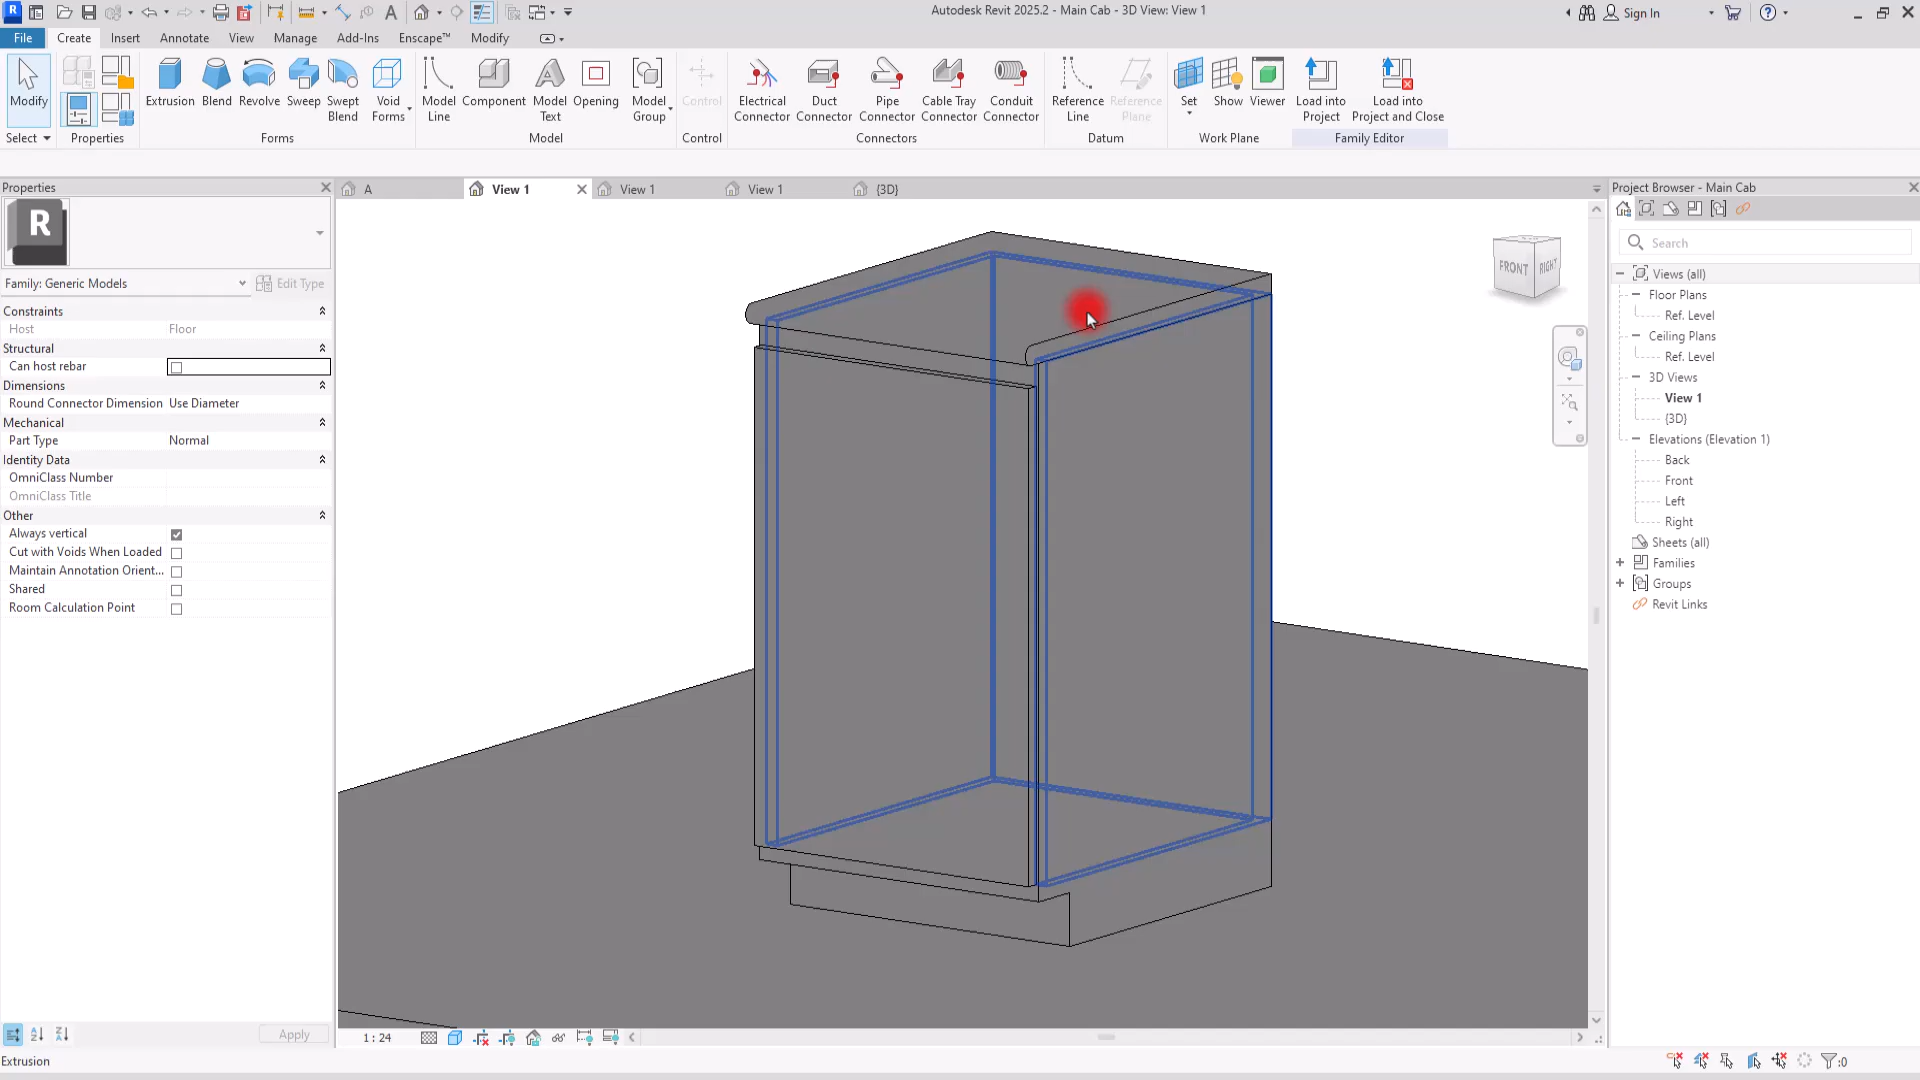 Autodesk Revit 2025.2 - Main Cab - 3D View: View 1
Sign In
File Create Insert Annotate View Manage Add-Ins Enscape™ Modify
Modify
Extrusion Blend Revolve Sweep Swept Blend Void Forms
Model Line Component Model Text Opening Model Group
Control
Electrical Connector Duct Connector Pipe Connector Cable Tray Connector Conduit Connector
Reference Line Reference Plane
Set Show Viewer
Load into Project Load into Project and Close
Select Properties Forms Model Control Connectors Datum Work Plane Family Editor
Properties
R
Family: Generic Models
Edit Type
Constraints
Host Floor
Structural
Can host rebar
Dimensions
Round Connector Dimension Use Diameter
Mechanical
Part Type Normal
Identity Data
OmniClass Number
OmniClass Title
Other
Always vertical
Cut with Voids When Loaded
Maintain Annotation Orient...
Shared
Room Calculation Point
Apply
A View 1 View 1 View 1 {3D}
FRONT RIGHT
1 : 24
Project Browser - Main Cab
Search
Views (all)
Floor Plans
Ref. Level
Ceiling Plans
Ref. Level
3D Views
View 1
{3D}
Elevations (Elevation 1)
Back
Front
Left
Right
Sheets (all)
Families
Groups
Revit Links
Extrusion
:0